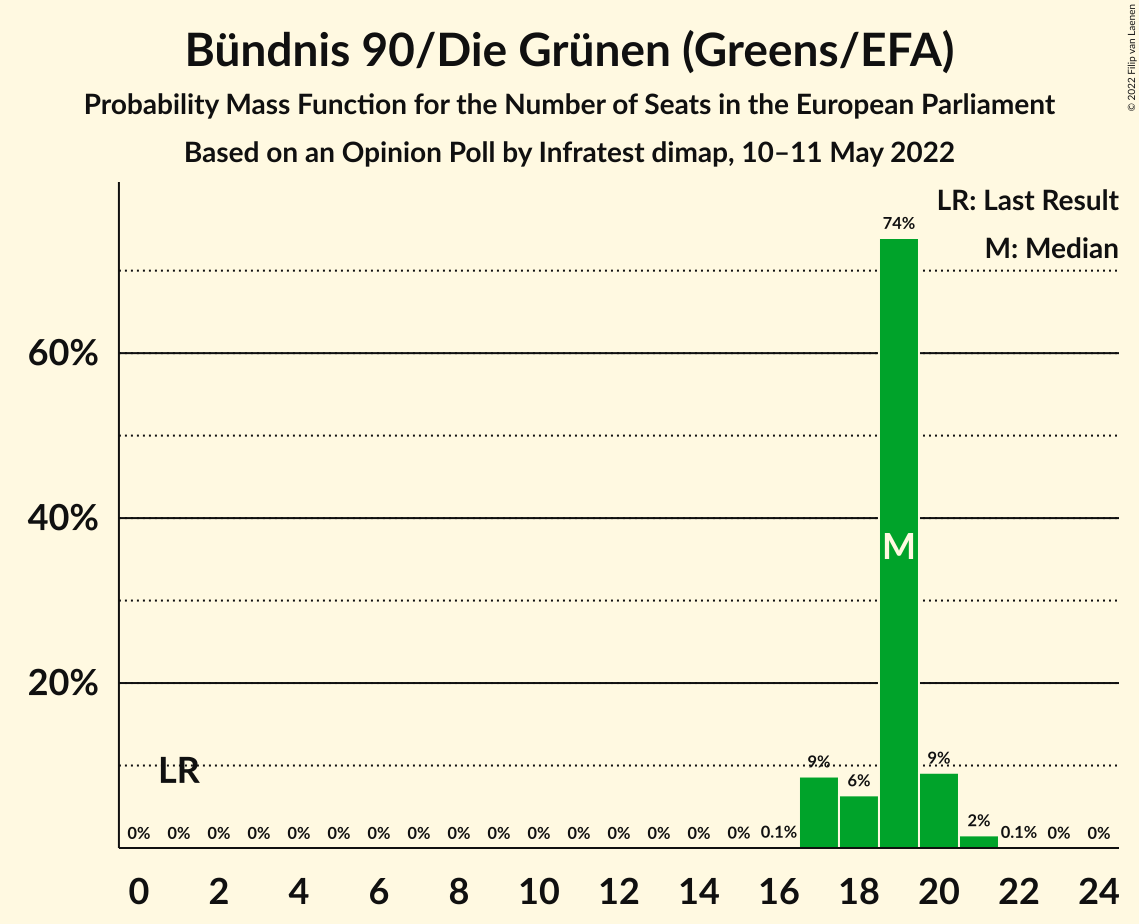 Bündnis 90/Die Grünen (Greens/EFA)
Probability Mass Function for the Number of Seats in the European Parliament
Based on an Opinion Poll by Infratest dimap, 10–11 May 2022
© 2022 Filip van Laenen
LR: Last Result
M: Median
74%
60%
40%
M
20%
LR
9% 6% 9% 2%
0% 0% 0% 0% 0% 0% 0% 0% 0% 0% 0% 0% 0% 0% 0% 0% 0.1% 0.1% 0% 0%
0 2 4 6 8 10 12 14 16 18 20 22 24